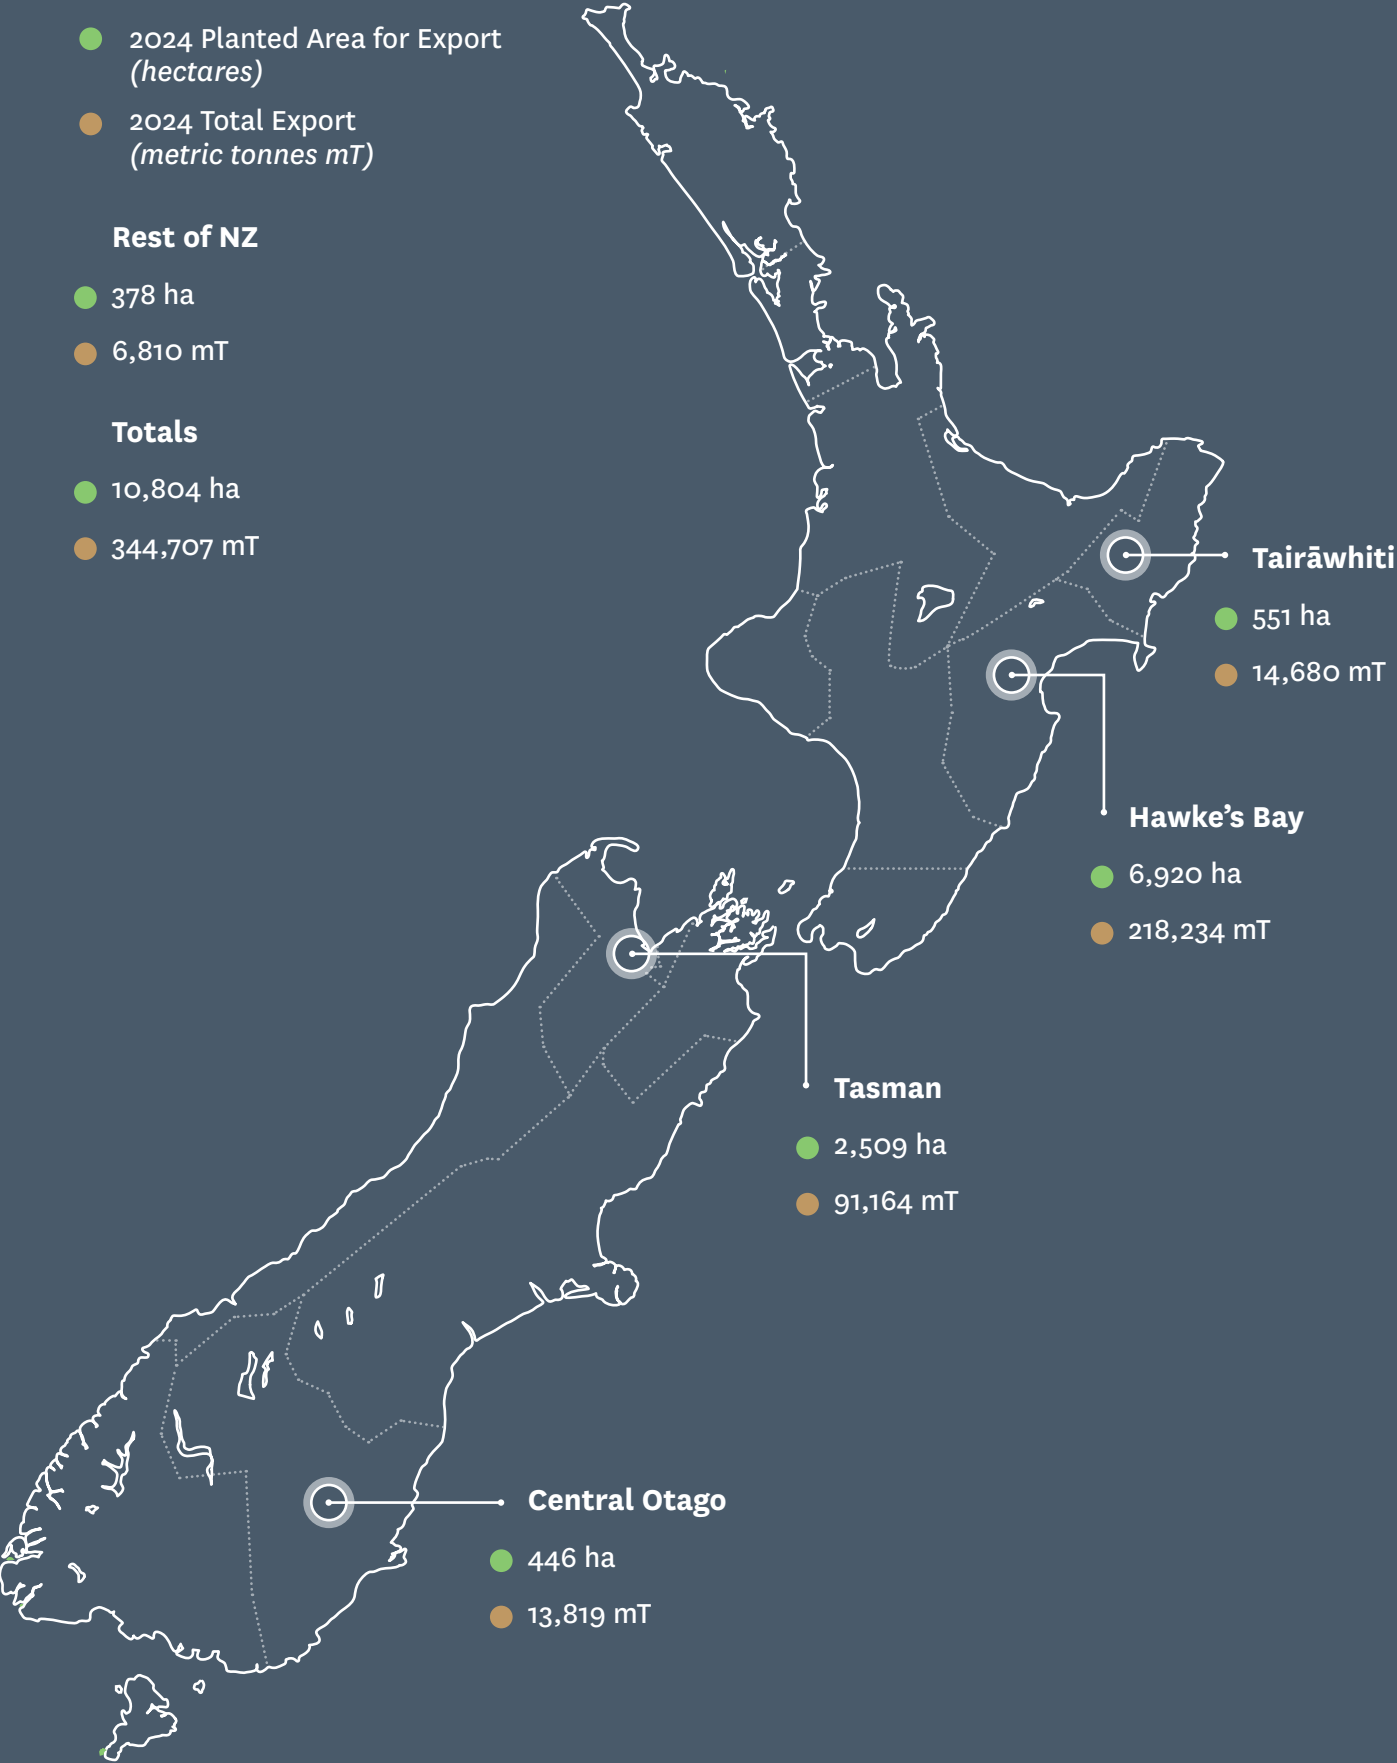 2024 Planted Area for Export
(hectares)
2024 Total Export
(metric tonnes mT)
Rest of NZ
378 ha
6,810 mT
Totals
10,804 ha
344,707 mT
Tairāwhiti
551 ha
14,680 mT
Hawke’s Bay
6,920 ha
218,234 mT
Tasman
2,509 ha
91,164 mT
Central Otago
446 ha
13,819 mT